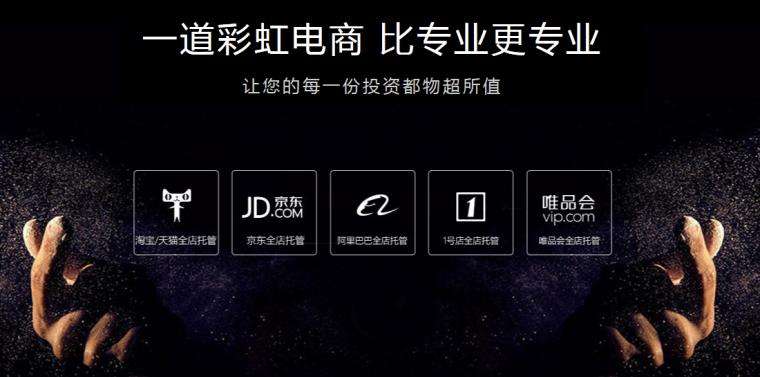 一道彩虹电商 比专业更专业
让您的每一份投资都物超所值
JD 京东
.COM
1
唯品会
vip.com
淘宝/天猫全店托管
京东全店托管
阿里巴巴全店托管
1号店全店托管
唯品会全店托管